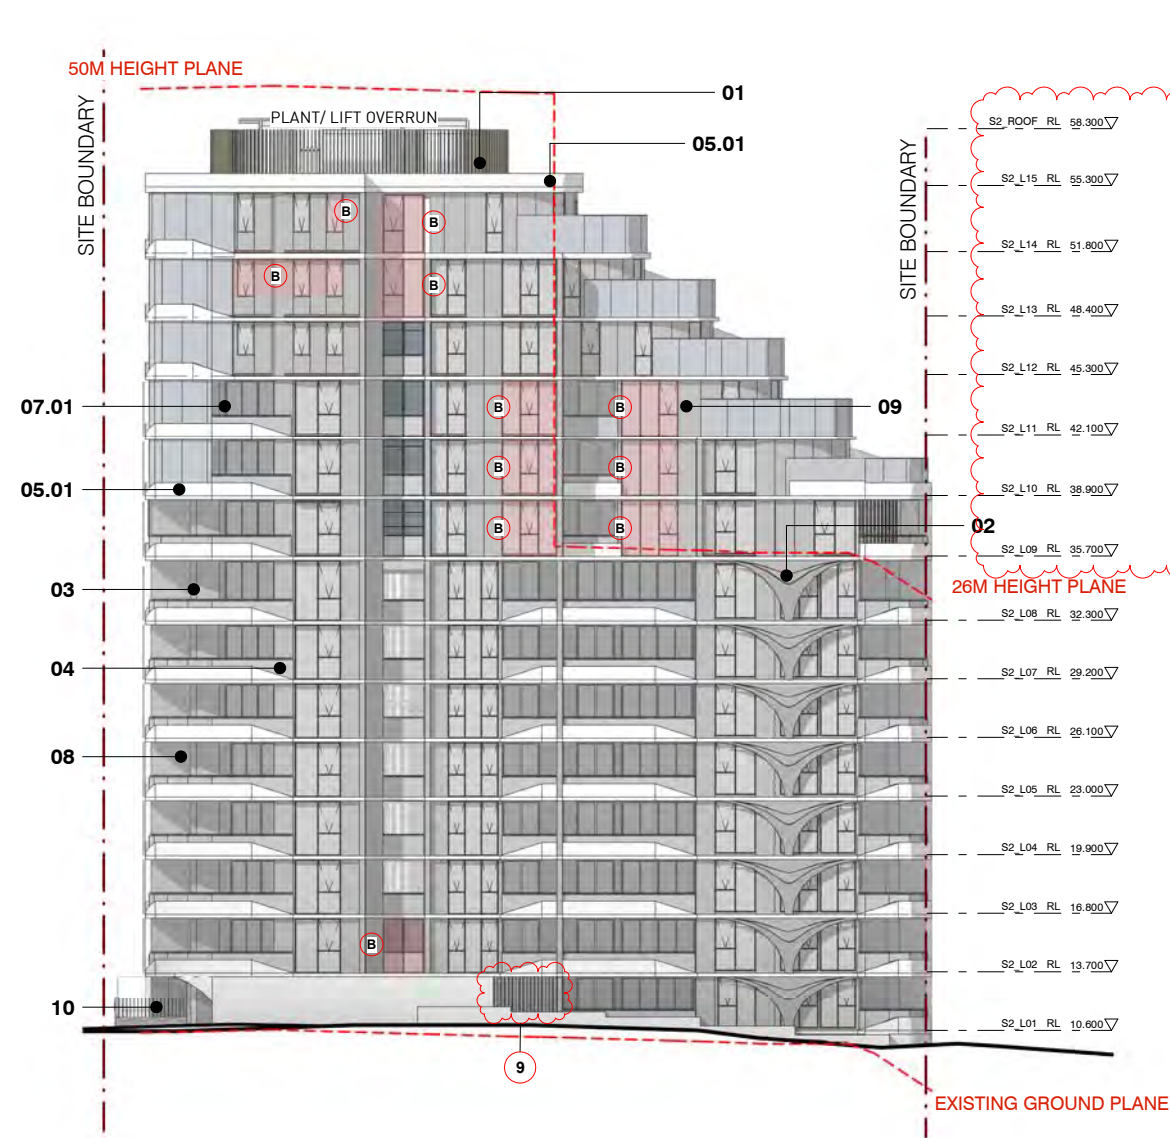 50M HEIGHT PLANE
01
PLANT/ LIFT OVERRUN
05.01
SITE BOUNDARY
SITE BOUNDARY
S2_ROOF RL 58.300
S2_L15 RL 55.300
B
B
S2_L14 RL 51.800
B
B
S2_L13 RL 48.400
S2_L12 RL 45.300
07.01
B
B
09
S2_L11 RL 42.100
B
B
05.01
S2_L10 RL 38.900
B
B
02
S2_L09 RL 35.700
03
26M HEIGHT PLANE
S2_L08 RL 32.300
04
S2_L07 RL 29.200
S2_L06 RL 26.100
08
S2_L05 RL 23.000
S2_L04 RL 19.900
S2_L03 RL 16.800
B
S2_L02 RL 13.700
10
S2_L01 RL 10.600
9
EXISTING GROUND PLANE